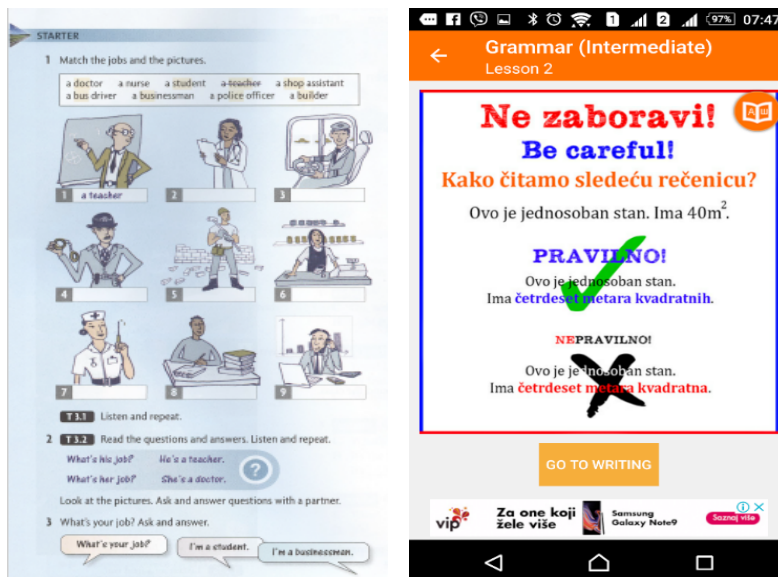 STARTER
1 Match the jobs and the pictures.
a doctor a nurse a student a teacher a shop assistant
a bus driver a businessman a police officer a builder
1 a teacher
2
3
4
5
6
7
8
9
T 3.1 Listen and repeat.
2 T 3.2 Read the questions and answers. Listen and repeat.
What's his job? He's a teacher.
What's her job? She's a doctor.
?
Look at the pictures. Ask and answer questions with a partner.
3 What's your job? Ask and answer.
What's your job?
I'm a student.
I'm a businessman.
1 2 97% 07:47
Grammar (Intermediate)
Lesson 2
Ne zaboravi!
Be careful!
Kako čitamo sledeću rečenicu?
Ovo je jednosoban stan. Ima 40m².
PRAVILNO!
Ovo je jednosoban stan.
Ima četrdeset metara kvadratnih.
NEPRAVILNO!
Ovo je jednosoban stan.
Ima četrdeset metara kvadratna.
GO TO WRITING
vip
Za one koji
žele više
Samsung
Galaxy Note9
Saznaj više